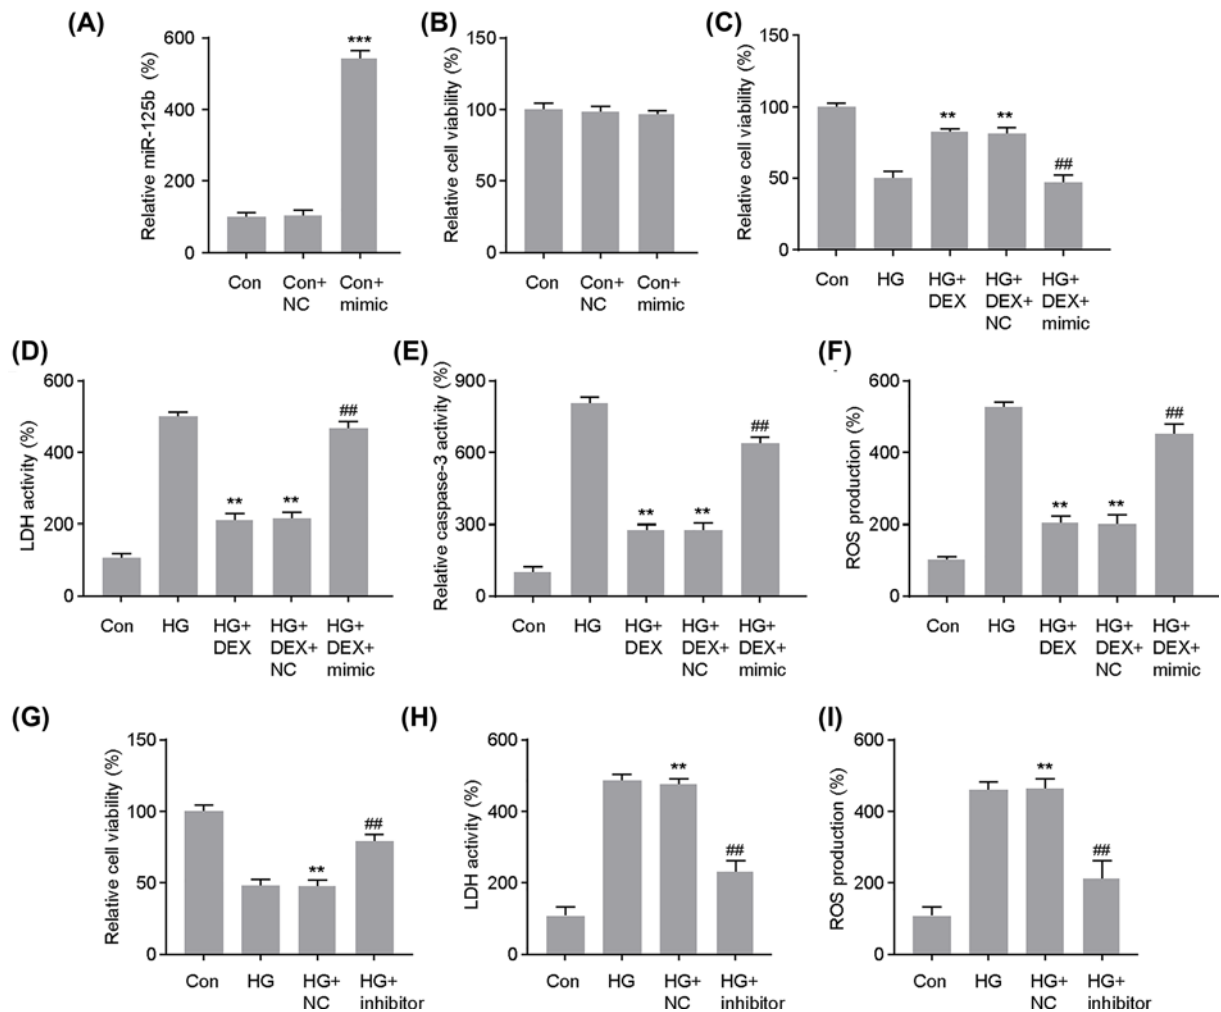 (A)
Relative miR-125b (%)
600
400
200
0
***
Con
Con+
NC
Con+
mimic
(B)
Relative cell viability (%)
150
100
50
0
Con
Con+
NC
Con+
mimic
(C)
Relative cell viability (%)
150
100
50
0
**
**
##
Con
HG
HG+
DEX
HG+
DEX+
NC
HG+
DEX+
mimic
(D)
LDH activity (%)
600
400
200
0
**
**
##
Con
HG
HG+
DEX
HG+
DEX+
NC
HG+
DEX+
mimic
(E)
Relative caspase-3 activity (%)
900
600
300
0
**
**
##
Con
HG
HG+
DEX
HG+
DEX+
NC
HG+
DEX+
mimic
(F)
ROS production (%)
600
400
200
0
**
**
##
Con
HG
HG+
DEX
HG+
DEX+
NC
HG+
DEX+
mimic
(G)
Relative cell viability (%)
150
100
50
0
**
##
Con
HG
HG+
NC
HG+
inhibitor
(H)
LDH activity (%)
600
400
200
0
**
##
Con
HG
HG+
NC
HG+
inhibitor
(I)
ROS production (%)
600
400
200
0
**
##
Con
HG
HG+
NC
HG+
inhibitor